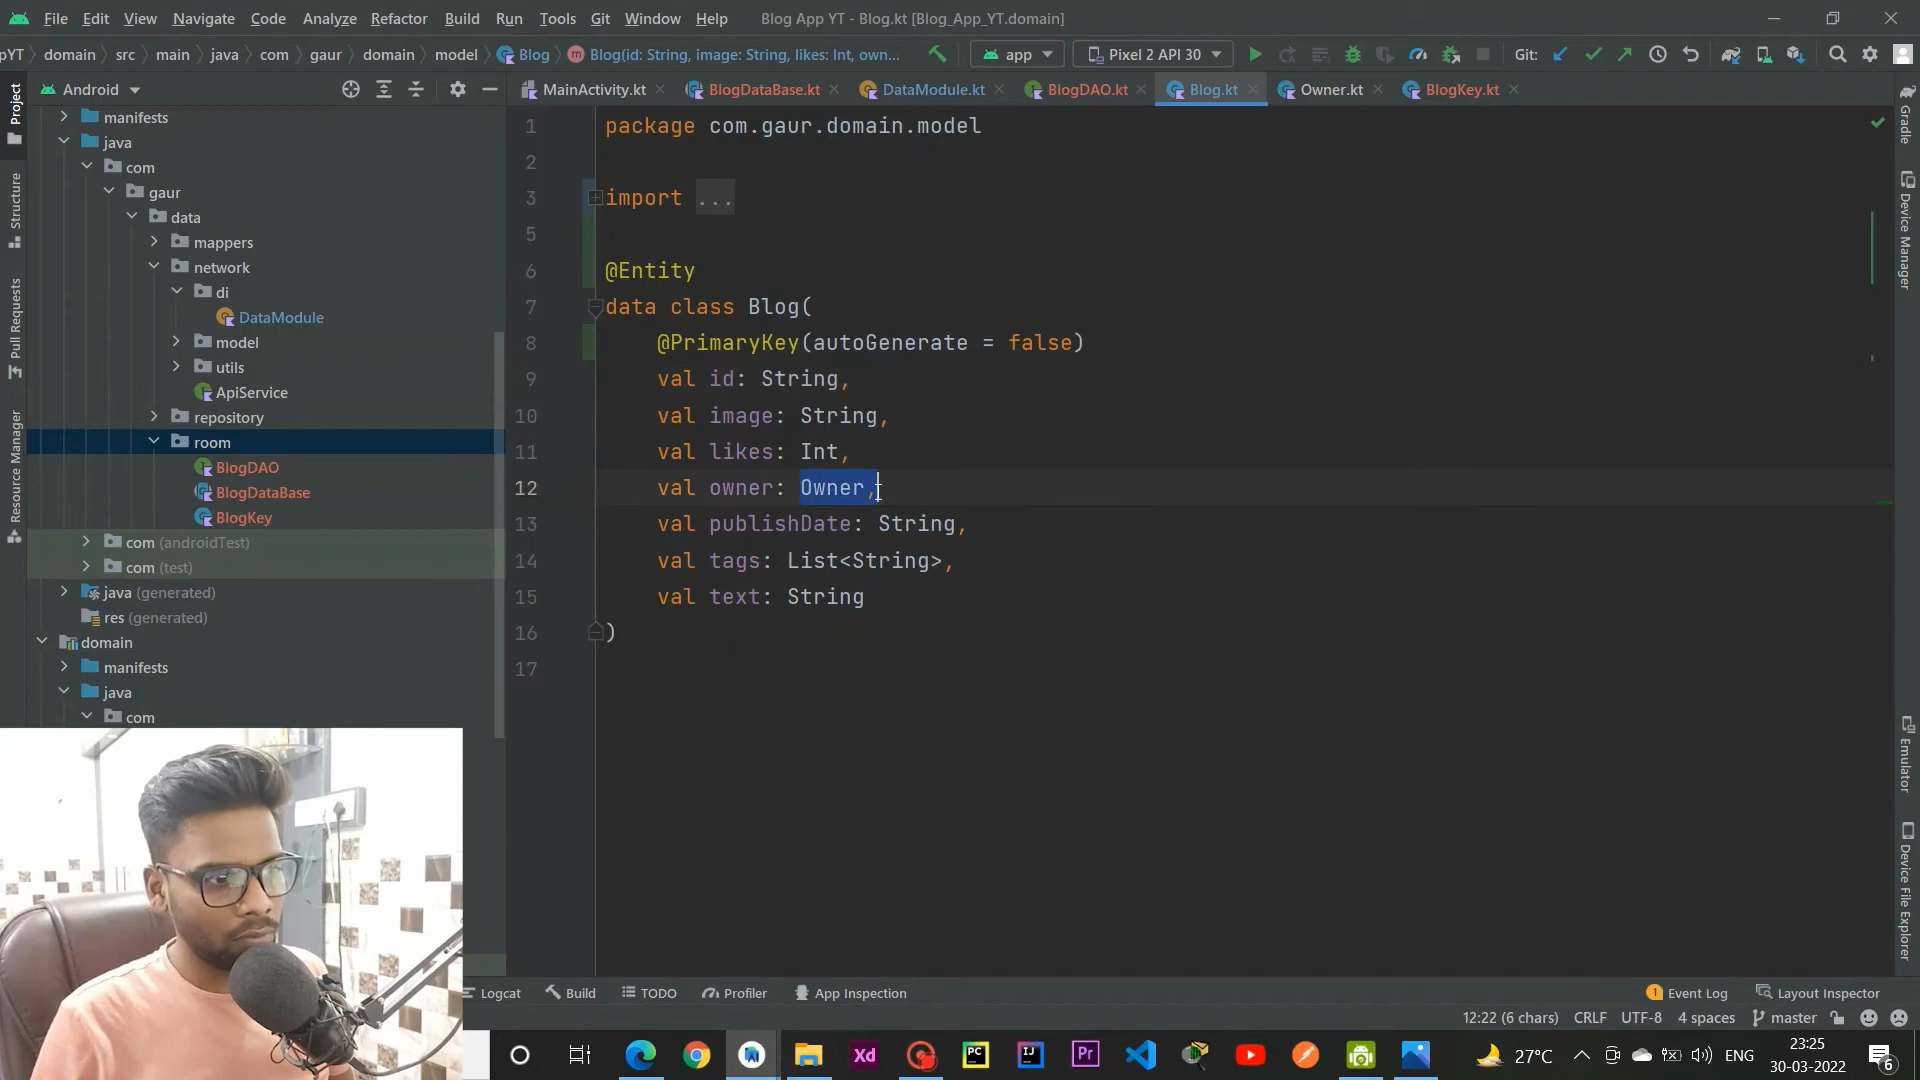 File Edit View Navigate Code Analyze Refactor Build Run Tools Git Window Help Blog App YT - Blog.kt [Blog_App_YT.domain]
pYT domain src main java com gaur domain model Blog Blog(id: String, image: String, likes: Int, own... app Pixel 2 API 30 Git:
Android
MainActivity.kt BlogDataBase.kt DataModule.kt BlogDAO.kt Blog.kt Owner.kt BlogKey.kt
Project
Structure
Pull Requests
Resource Manager
manifests
java
com
gaur
data
mappers
network
di
DataModule
model
utils
ApiService
repository
room
BlogDAO
BlogDataBase
BlogKey
com (androidTest)
com (test)
java (generated)
res (generated)
domain
manifests
java
com
1 package com.gaur.domain.model
2
3 import ...
5
6 @Entity
7 data class Blog(
8 @PrimaryKey(autoGenerate = false)
9 val id: String,
10 val image: String,
11 val likes: Int,
12 val owner: Owner,
13 val publishDate: String,
14 val tags: List<String>,
15 val text: String
16 )
17
Gradle
Device Manager
Emulator
Device File Explorer
Logcat Build TODO Profiler App Inspection 1 Event Log Layout Inspector
12:22 (6 chars) CRLF UTF-8 4 spaces master
Xd PC IJ Pr 27°C ENG 23:25
30-03-2022 6